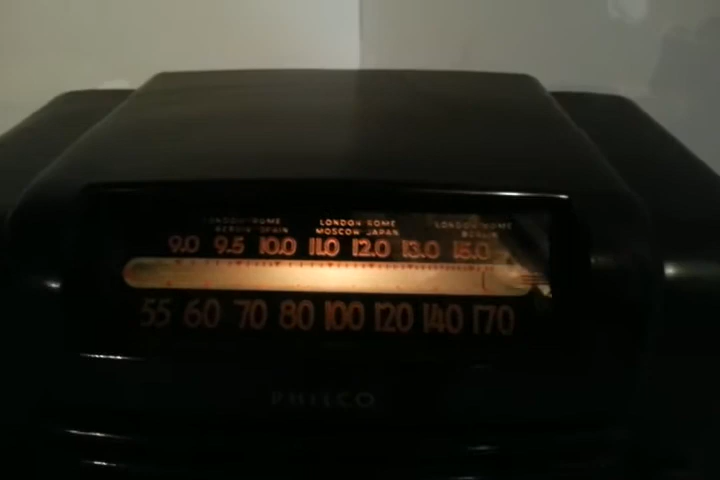 LONDON ROME LONDON ROME LONDON ROME
BERLIN SPAIN MOSCOW JAPAN
9.0 9.5 10.0 11.0 12.0 13.0 15.0
55 60 70 80 100 120 140 170
PHILCO